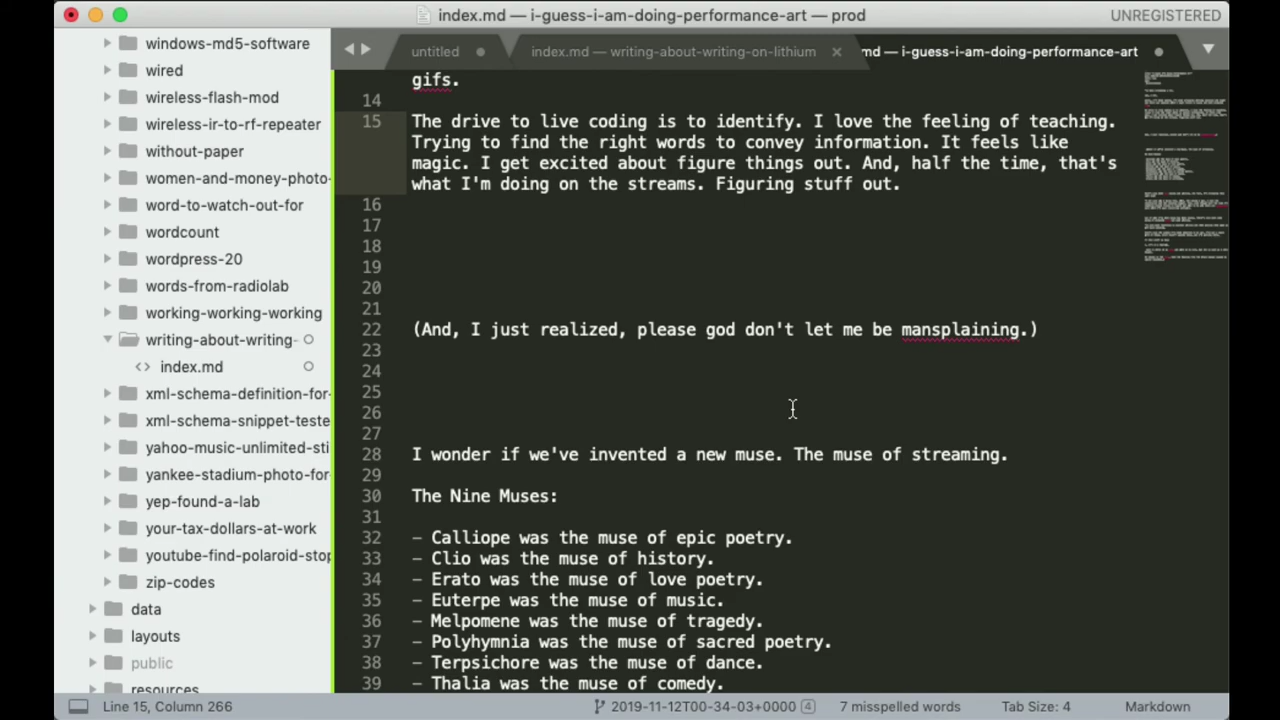 index.md — i-guess-i-am-doing-performance-art — prod
UNREGISTERED
untitled
index.md — writing-about-writing-on-lithium
md — i-guess-i-am-doing-performance-art
windows-md5-software
wired
wireless-flash-mod
wireless-ir-to-rf-repeater
without-paper
women-and-money-photo-
word-to-watch-out-for
wordcount
wordpress-20
words-from-radiolab
working-working-working
writing-about-writing-
<> index.md
xml-schema-definition-for-
xml-schema-snippet-teste
yahoo-music-unlimited-sti
yankee-stadium-photo-for-
yep-found-a-lab
your-tax-dollars-at-work
youtube-find-polaroid-stop
zip-codes
data
layouts
public
resources
gifs.
14
15 The drive to live coding is to identify. I love the feeling of teaching.
Trying to find the right words to convey information. It feels like
magic. I get excited about figure things out. And, half the time, that's
what I'm doing on the streams. Figuring stuff out.
16
17
18
19
20
21
22 (And, I just realized, please god don't let me be mansplaining.)
23
24
25
26
27
28 I wonder if we've invented a new muse. The muse of streaming.
29
30 The Nine Muses:
31
32 – Calliope was the muse of epic poetry.
33 – Clio was the muse of history.
34 – Erato was the muse of love poetry.
35 – Euterpe was the muse of music.
36 – Melpomene was the muse of tragedy.
37 – Polyhymnia was the muse of sacred poetry.
38 – Terpsichore was the muse of dance.
39 – Thalia was the muse of comedy.
Line 15, Column 266
2019-11-12T00-34-03+0000 4
7 misspelled words
Tab Size: 4
Markdown